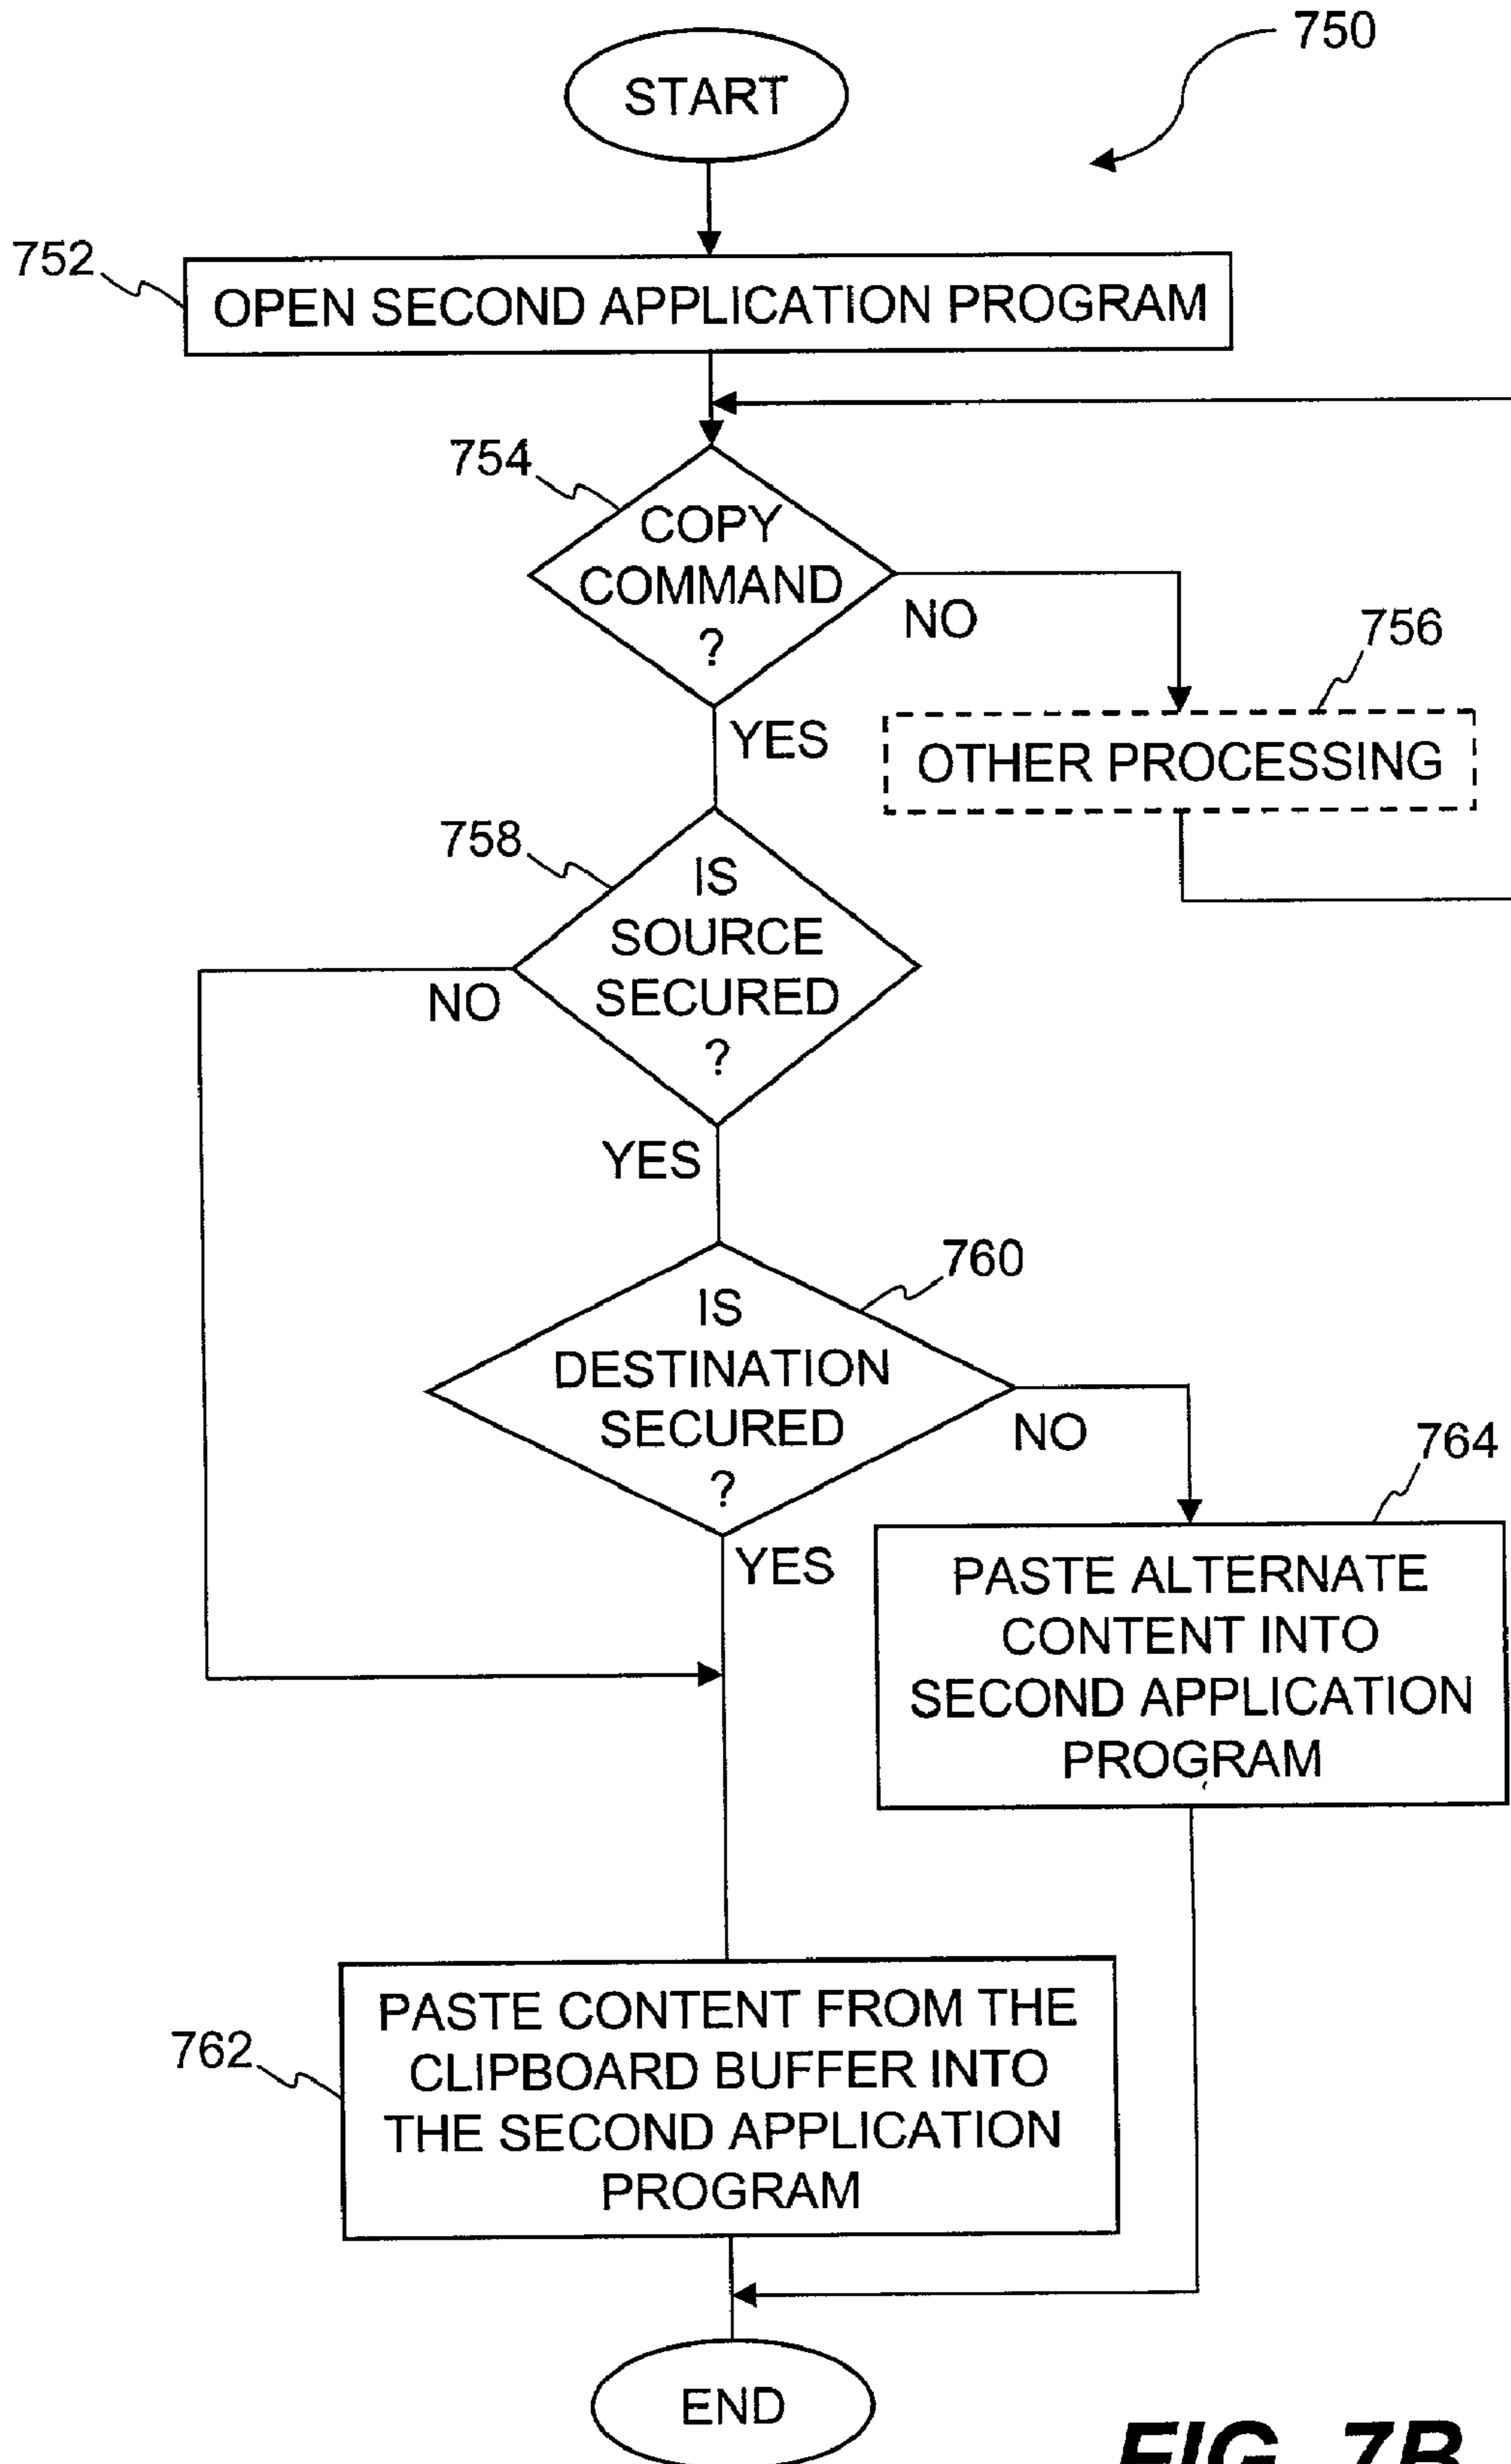 750
START
752
OPEN SECOND APPLICATION PROGRAM
754
COPY
COMMAND
?
NO
YES
756
OTHER PROCESSING
758
IS
SOURCE
SECURED
?
NO
YES
760
IS
DESTINATION
SECURED
?
NO
YES
764
PASTE ALTERNATE
CONTENT INTO
SECOND APPLICATION
PROGRAM
762
PASTE CONTENT FROM THE
CLIPBOARD BUFFER INTO
THE SECOND APPLICATION
PROGRAM
END
FIG. 7B